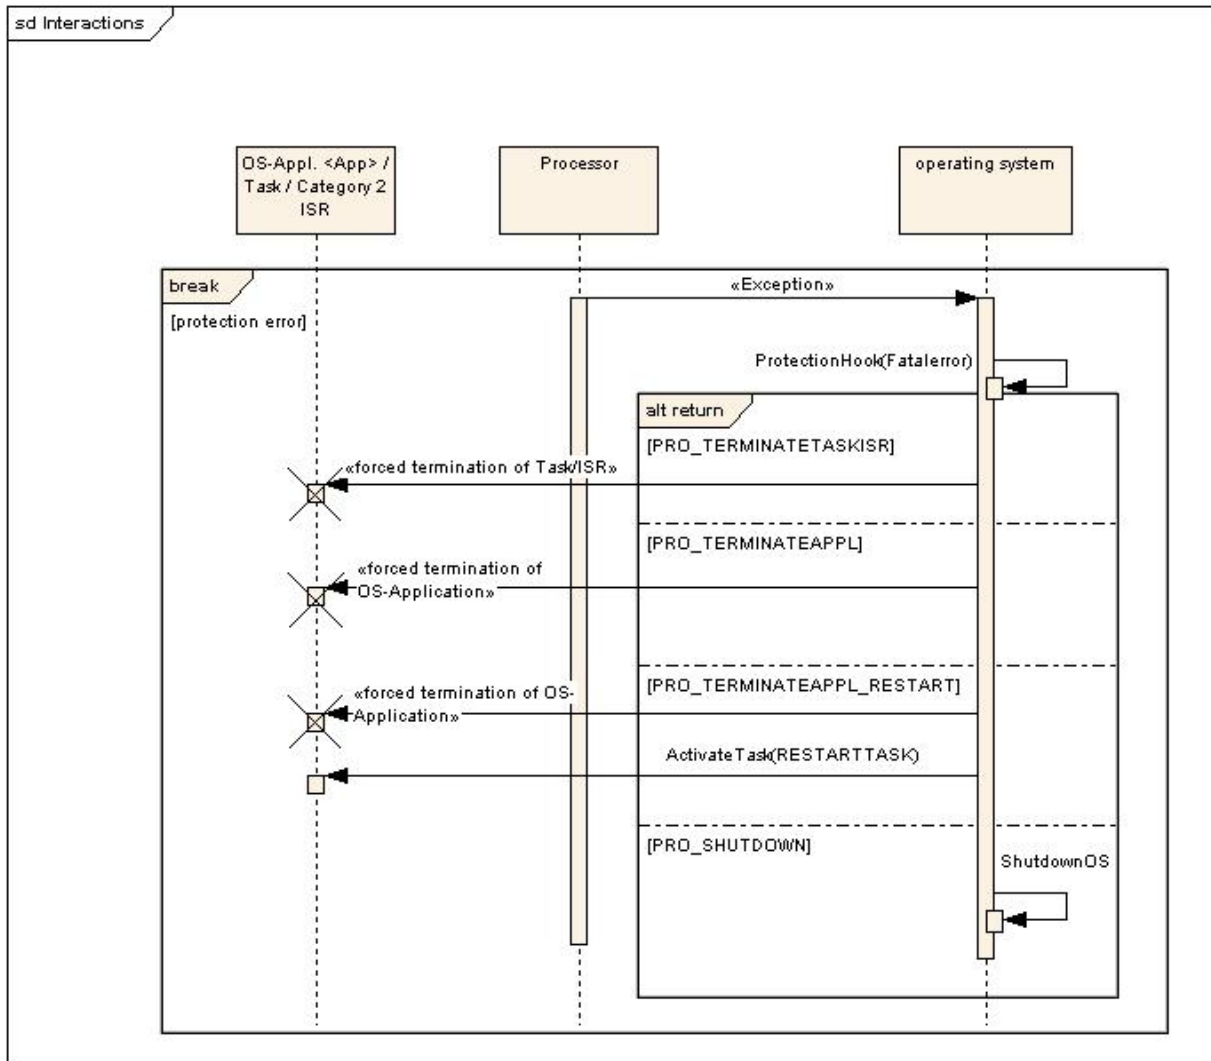 sd Interactions
OS-Appl. <App> /
Task / Category 2
ISR
Processor
operating system
break
[protection error]
«Exception»
ProtectionHook(Fatalerror)
alt return
[PRO_TERMINATETASKISR]
«forced termination of Task/ISR»
[PRO_TERMINATEAPPL]
«forced termination of
OS-Application»
[PRO_TERMINATEAPPL_RESTART]
«forced termination of OS-
Application»
ActivateTask(RESTARTTASK)
[PRO_SHUTDOWN]
ShutdownOS